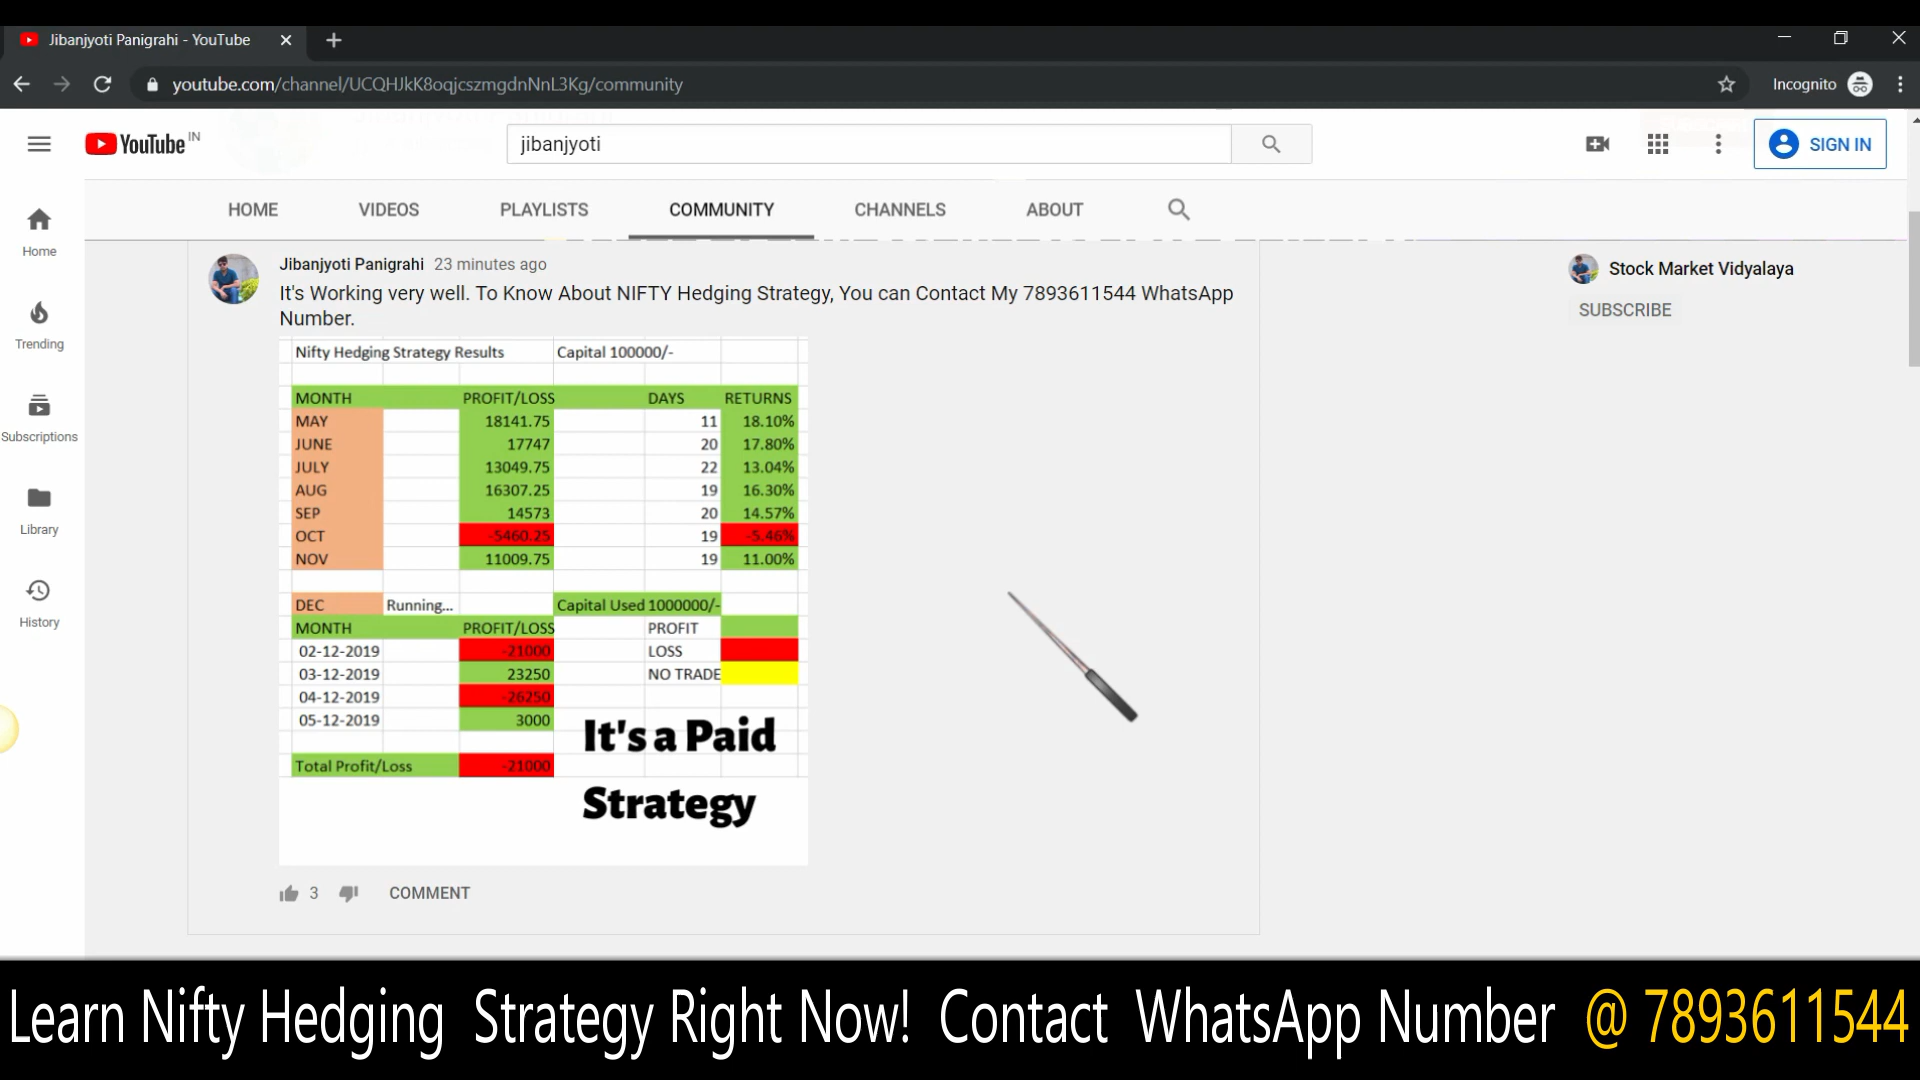 Jibanjyoti Panigrahi - YouTube
youtube.com/channel/UCQHJkK8oqjcszmgdnNnL3Kg/community
Incognito
YouTube IN
jibanjyoti
SIGN IN
HOME VIDEOS PLAYLISTS COMMUNITY CHANNELS ABOUT
Home
Trending
Subscriptions
Library
History
Jibanjyoti Panigrahi 23 minutes ago
It's Working very well. To Know About NIFTY Hedging Strategy, You can Contact My 7893611544 WhatsApp
Number.
Stock Market Vidyalaya
SUBSCRIBE
Nifty Hedging Strategy Results Capital 100000/-
MONTH PROFIT/LOSS DAYS RETURNS
MAY 18141.75 11 18.10%
JUNE 17747 20 17.80%
JULY 13049.75 22 13.04%
AUG 16307.25 19 16.30%
SEP 14573 20 14.57%
OCT -5460.25 19 -5.46%
NOV 11009.75 19 11.00%
DEC Running... Capital Used 1000000/-
MONTH PROFIT/LOSS PROFIT
02-12-2019 -21000 LOSS
03-12-2019 23250 NO TRADE
04-12-2019 -26250
05-12-2019 3000
Total Profit/Loss -21000
It's a Paid
Strategy
3 COMMENT
Learn Nifty Hedging Strategy Right Now! Contact WhatsApp Number @ 7893611544